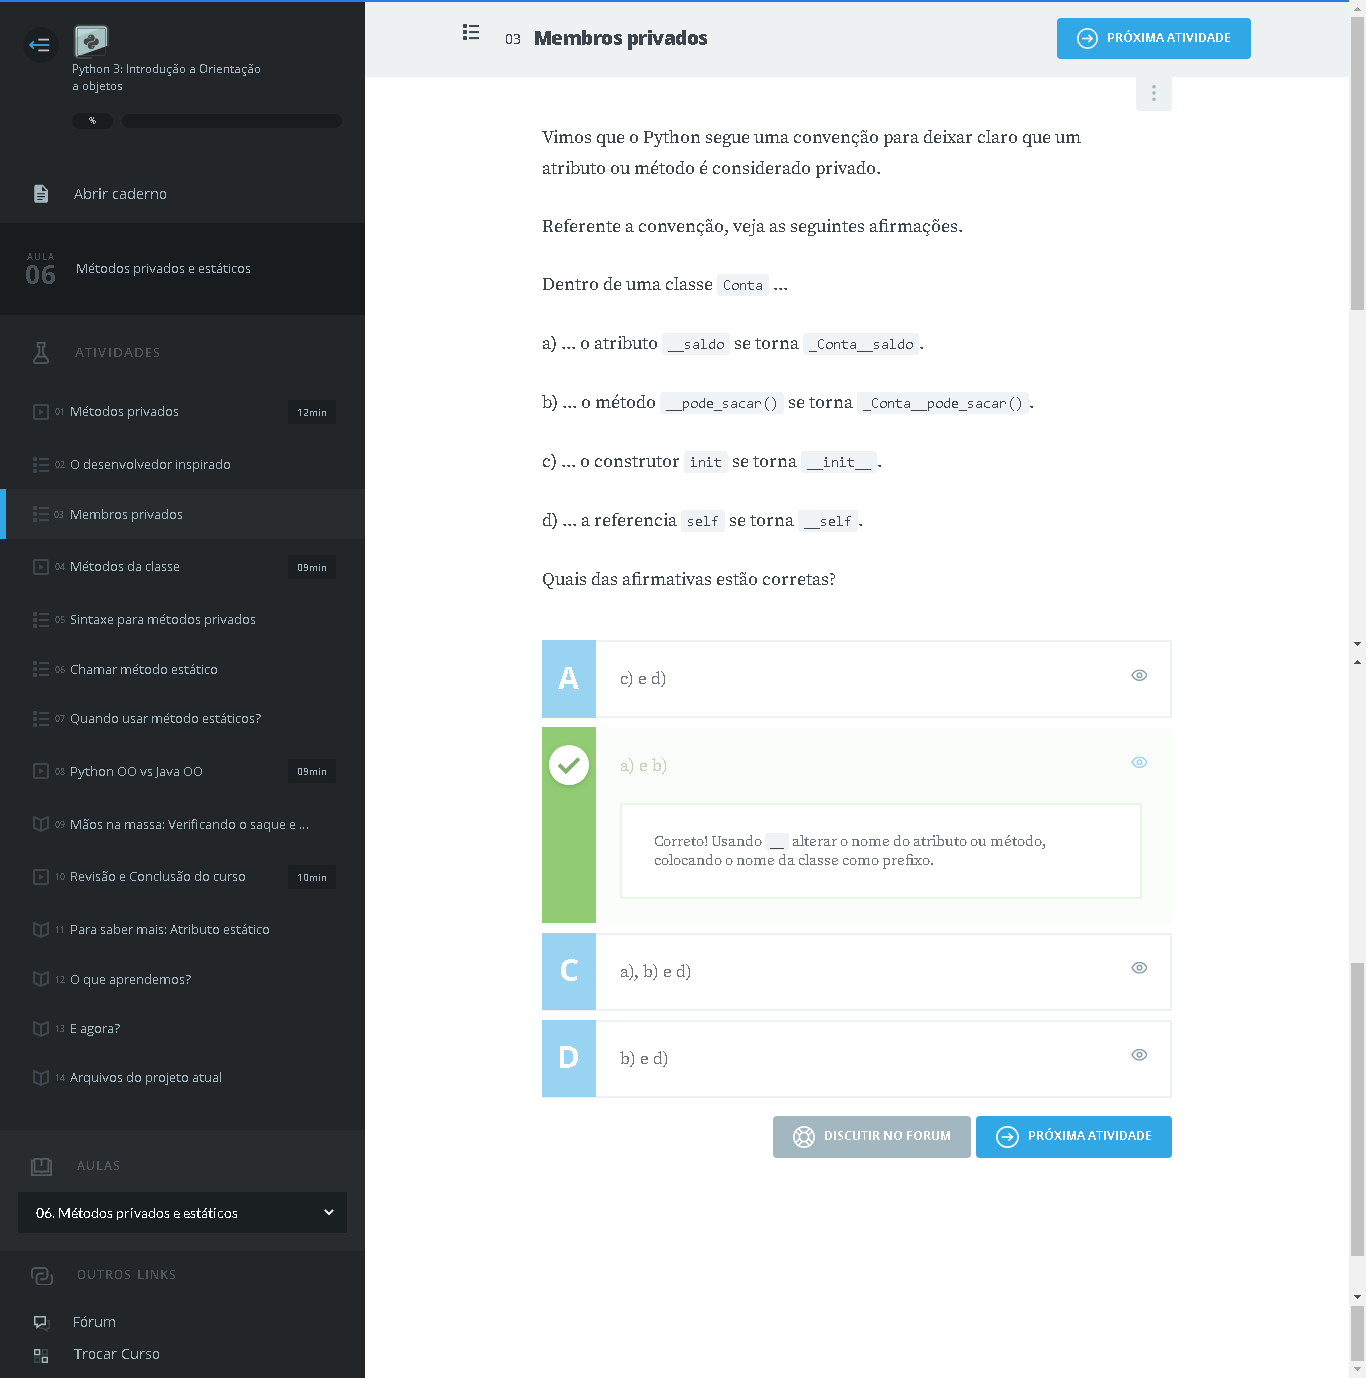 Python 3: Introdução a Orientação
a objetos
%
Abrir caderno
AULA
06
Métodos privados e estáticos
ATIVIDADES
01 Métodos privados 12min
02 O desenvolvedor inspirado
03 Membros privados
04 Métodos da classe 09min
05 Sintaxe para métodos privados
06 Chamar método estático
07 Quando usar método estáticos?
08 Python OO vs Java OO 09min
09 Mãos na massa: Verificando o saque e ...
10 Revisão e Conclusão do curso 10min
11 Para saber mais: Atributo estático
12 O que aprendemos?
13 E agora?
14 Arquivos do projeto atual
AULAS
06. Métodos privados e estáticos
OUTROS LINKS
Fórum
Trocar Curso
03 Membros privados
PRÓXIMA ATIVIDADE
Vimos que o Python segue uma convenção para deixar claro que um
atributo ou método é considerado privado.
Referente a convenção, veja as seguintes afirmações.
Dentro de uma classe Conta ...
a) ... o atributo __saldo se torna _Conta__saldo.
b) ... o método __pode_sacar() se torna _Conta__pode_sacar().
c) ... o construtor init se torna __init__.
d) ... a referencia self se torna __self.
Quais das afirmativas estão corretas?
A c) e d)
a) e b)
Correto! Usando __ alterar o nome do atributo ou método,
colocando o nome da classe como prefixo.
C a), b) e d)
D b) e d)
DISCUTIR NO FORUM
PRÓXIMA ATIVIDADE